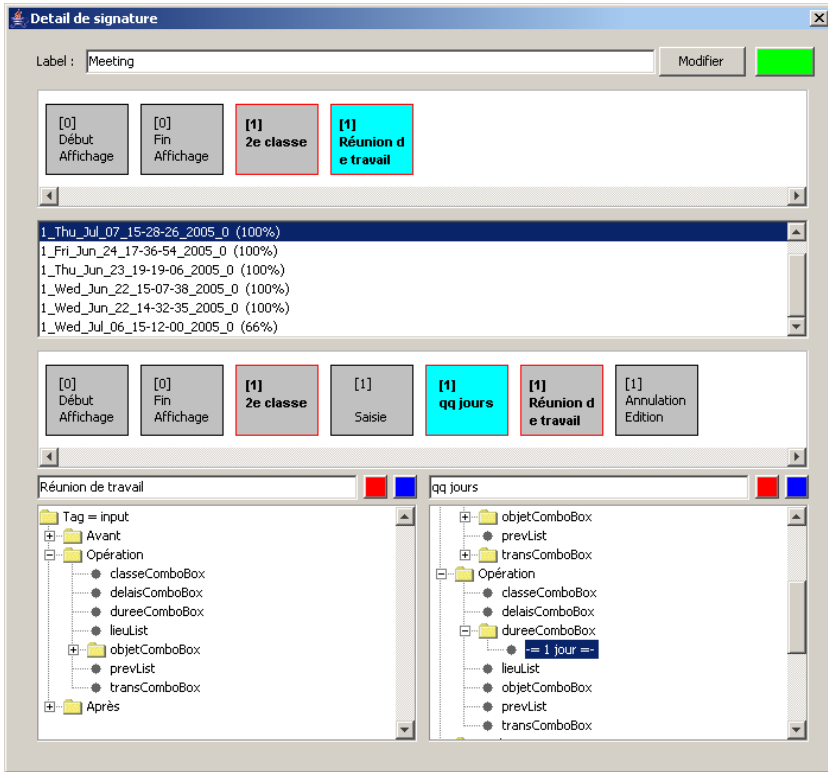 Detail de signature
Label : Meeting Modifier
[0] [0] [1] [1]
Début Fin 2e classe Réunion d
Affichage Affichage e travail
1_Thu_Jul_07_15-28-26_2005_0 (100%)
1_Fri_Jun_24_17-36-54_2005_0 (100%)
1_Thu_Jun_23_19-19-06_2005_0 (100%)
1_Wed_Jun_22_15-07-38_2005_0 (100%)
1_Wed_Jun_22_14-32-35_2005_0 (100%)
1_Wed_Jul_06_15-12-00_2005_0 (66%)
[0] [0] [1] [1] [1] [1] [1]
Début Fin 2e classe qq jours Réunion d Annulation
Affichage Affichage Saisie e travail Edition
Réunion de travail
Tag = input
Avant
Opération
classeComboBox
delaisComboBox
dureeComboBox
lieuList
objetComboBox
prevList
transComboBox
Après
qq jours
objetComboBox
prevList
transComboBox
Opération
classeComboBox
delaisComboBox
dureeComboBox
-= 1 jour =-
lieuList
objetComboBox
prevList
transComboBox